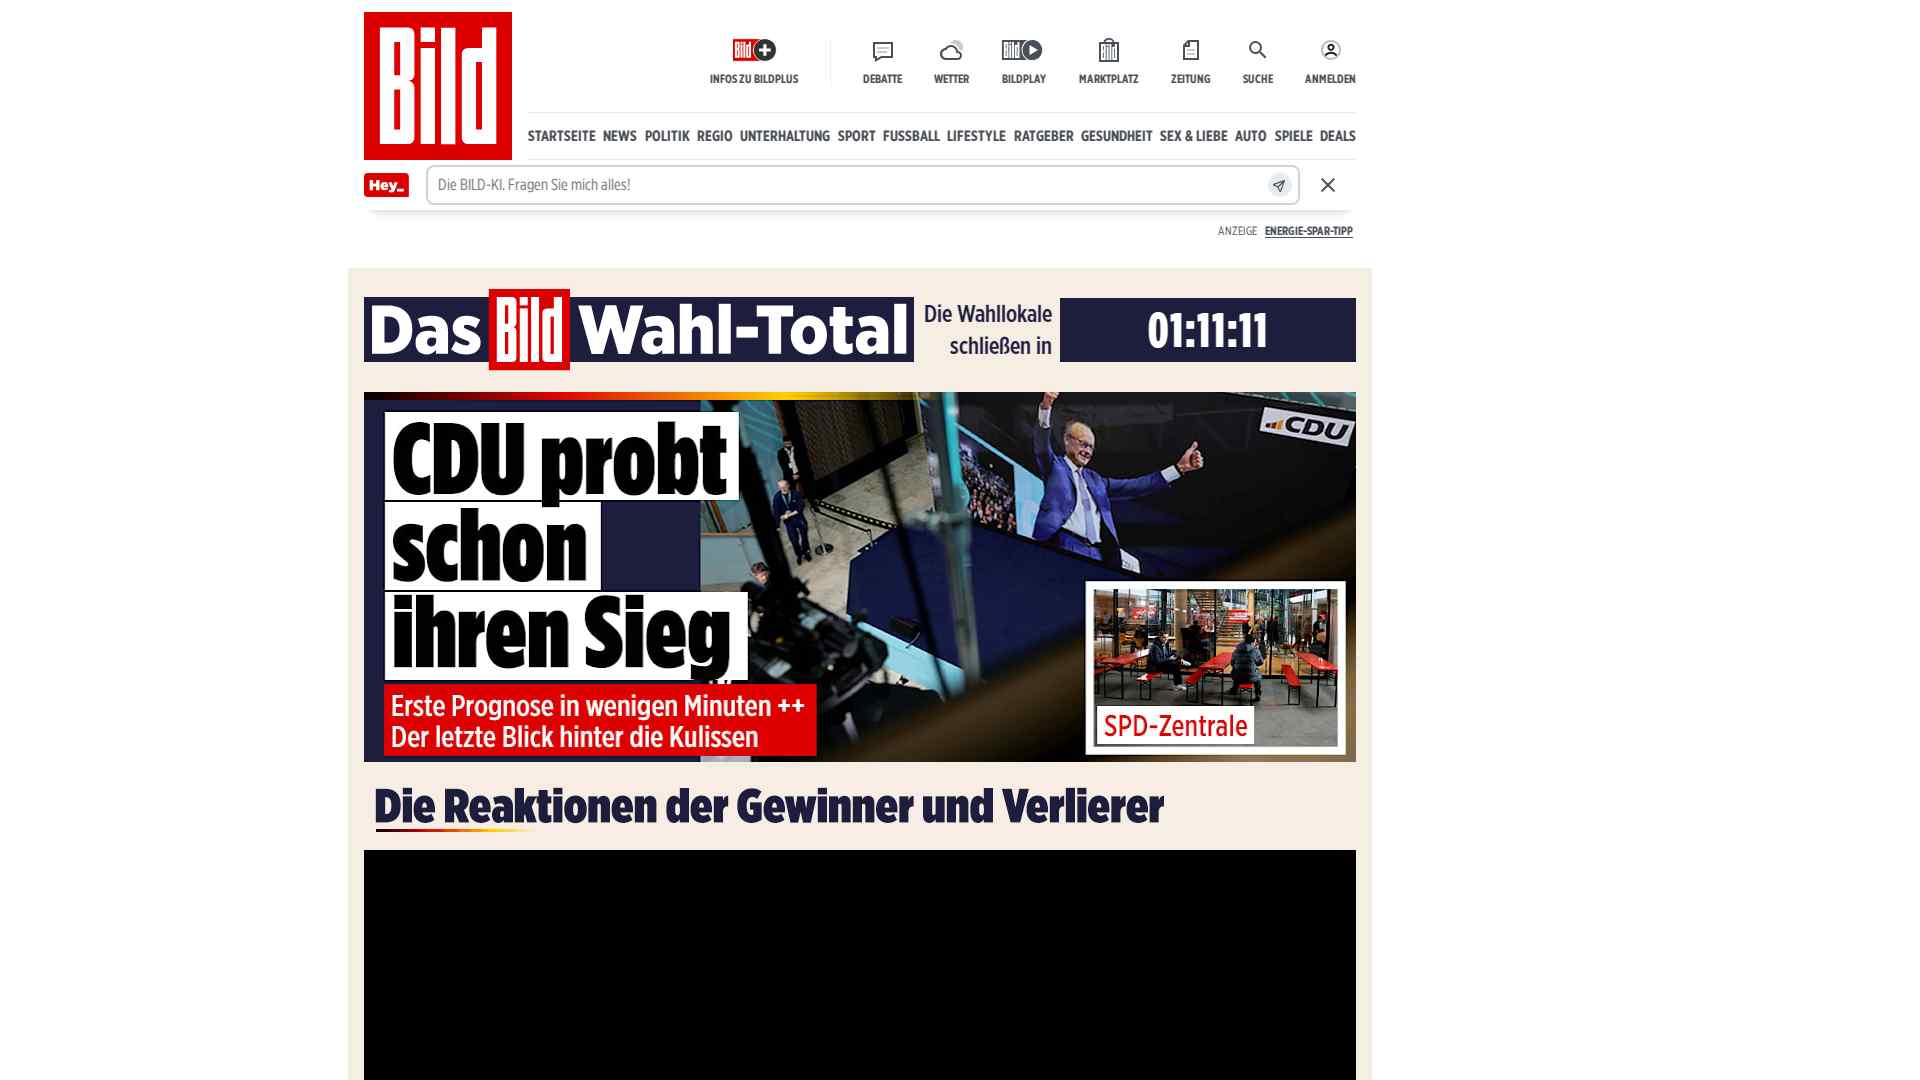 Bild
Bild
INFOS ZU BILDPLUS
DEBATTE
WETTER
Bild
BILDPLAY
Bild
MARKTPLATZ
ZEITUNG
SUCHE
ANMELDEN
STARTSEITE NEWS POLITIK REGIO UNTERHALTUNG SPORT FUSSBALL LIFESTYLE RATGEBER GESUNDHEIT SEX & LIEBE AUTO SPIELE DEALS
Hey_
Die BILD-KI. Fragen Sie mich alles!
ANZEIGE ENERGIE-SPAR-TIPP
Das Bild Wahl-Total
Die Wahllokale
schließen in
01:11:11
CDU
CDU probt
schon
ihren Sieg
Erste Prognose in wenigen Minuten ++
Der letzte Blick hinter die Kulissen
SPD-Zentrale
Die Reaktionen der Gewinner und Verlierer